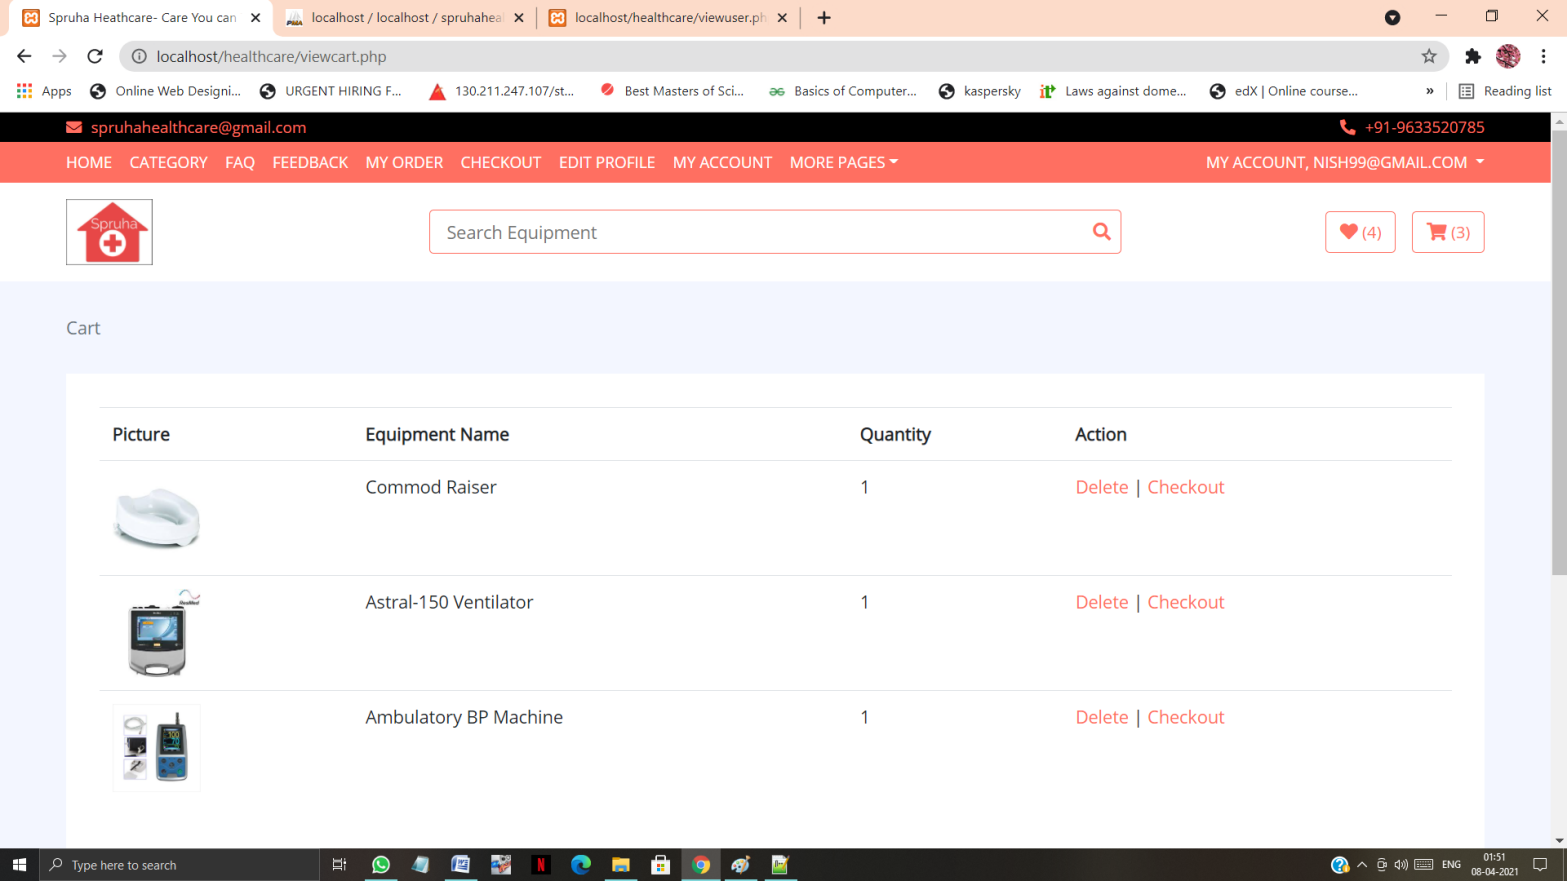 Spruha Heathcare- Care You can
localhost / localhost / spruhaheal
localhost/healthcare/viewuser.ph
localhost/healthcare/viewcart.php
Apps
Online Web Designi...
URGENT HIRING F...
130.211.247.107/st...
Best Masters of Sci...
Basics of Computer...
kaspersky
Laws against dome...
edX | Online course...
»
Reading list
spruhahealthcare@gmail.com
+91-9633520785
HOME CATEGORY FAQ FEEDBACK MY ORDER CHECKOUT EDIT PROFILE MY ACCOUNT MORE PAGES
MY ACCOUNT, NISH99@GMAIL.COM
Spruha
Search Equipment
(4)
(3)
Cart
Picture Equipment Name Quantity Action
Commod Raiser 1 Delete | Checkout
Astral-150 Ventilator 1 Delete | Checkout
Ambulatory BP Machine 1 Delete | Checkout
Type here to search
ENG
01:51
08-04-2021